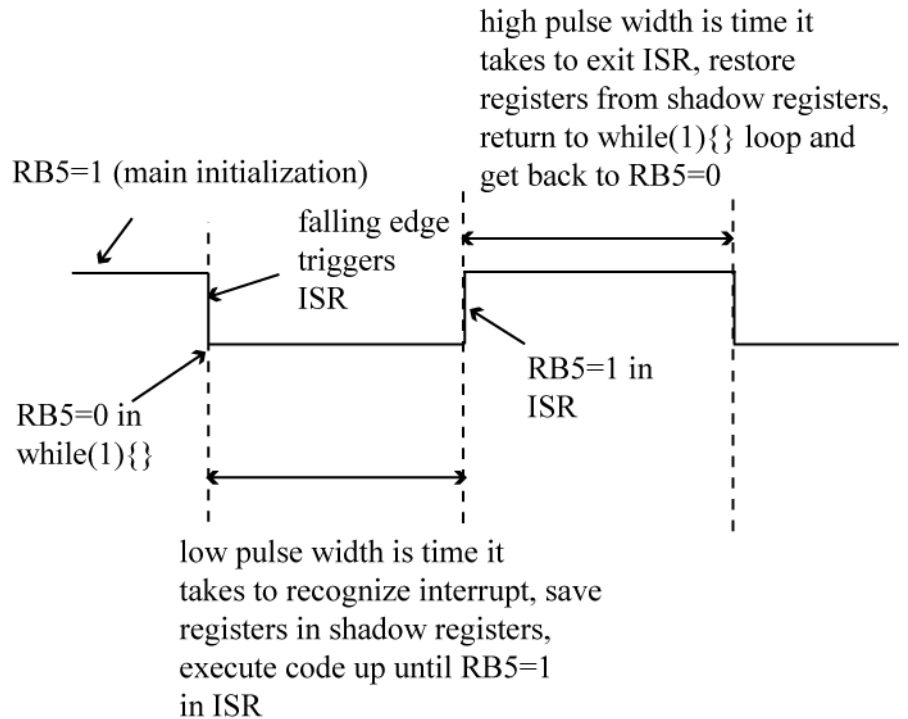 high pulse width is time it
takes to exit ISR, restore
registers from shadow registers,
return to while(1){} loop and
get back to RB5=0
RB5=1 (main initialization)
falling edge
triggers
ISR
RB5=1 in
ISR
RB5=0 in
while(1){}
low pulse width is time it
takes to recognize interrupt, save
registers in shadow registers,
execute code up until RB5=1
in ISR